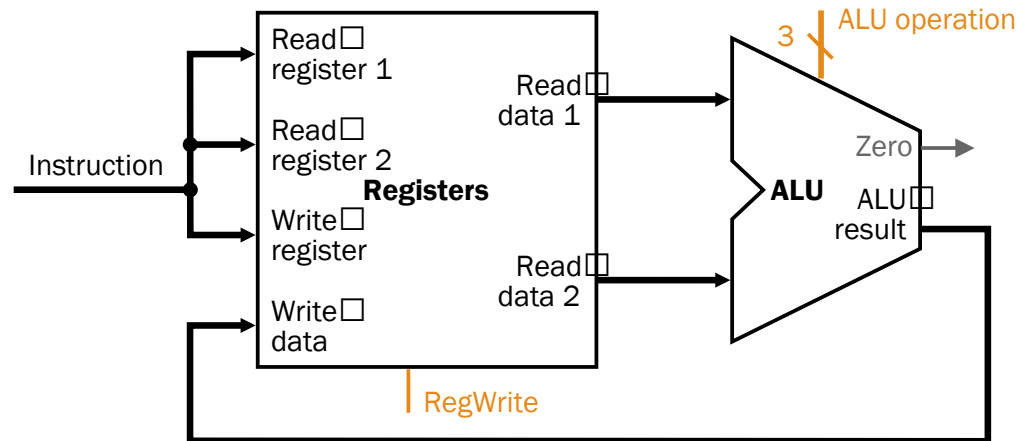 ALU operation
3
Read□
register 1
Read□
data 1
Read□
register 2
Zero
Instruction
Registers
ALU
ALU□
result
Write□
register
Read□
data 2
Write□
data
RegWrite